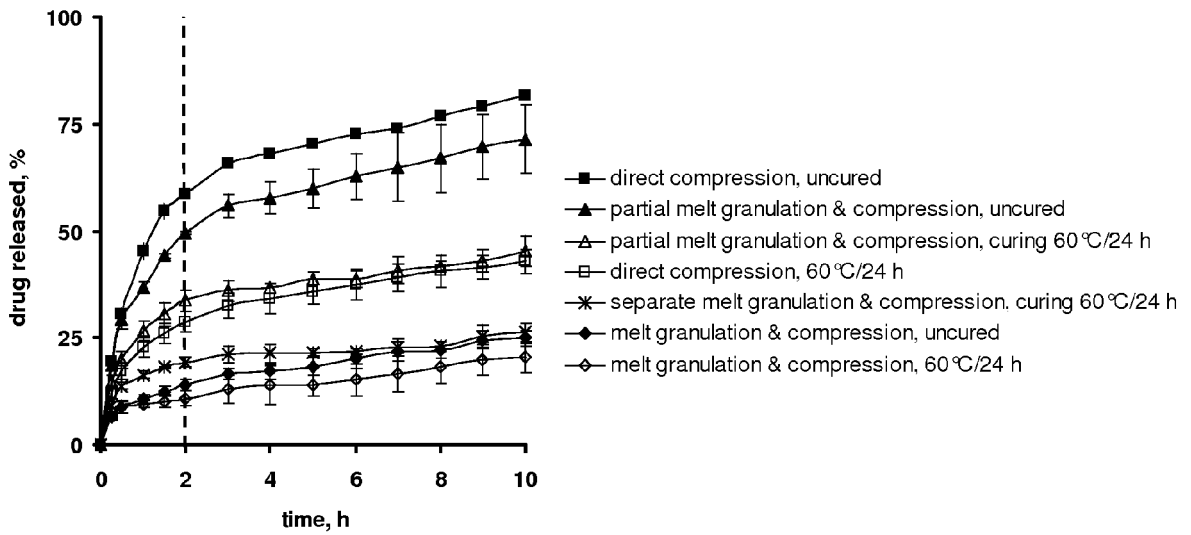 100
75
50
25
0
drug released, %
0 2 4 6 8 10
time, h
direct compression, uncured
partial melt granulation & compression, uncured
partial melt granulation & compression, curing 60°C/24 h
direct compression, 60°C/24 h
separate melt granulation & compression, curing 60°C/24 h
melt granulation & compression, uncured
melt granulation & compression, 60°C/24 h